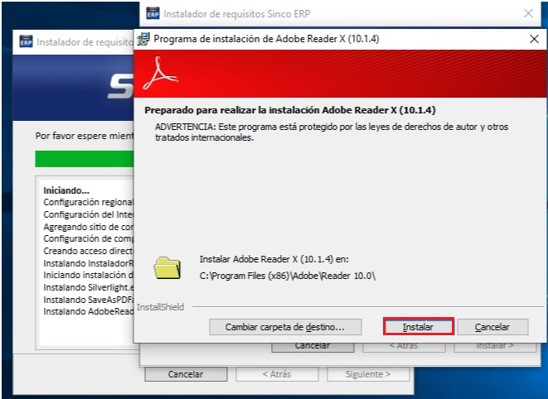 Instalador de requisitos Sinco ERP
Instalador de requisito
ERP
ERP
Programa de instalación de Adobe Reader X (10.1.4)
S
Preparado para realizar la instalación Adobe Reader X (10.1.4)
ADVERTENCIA: Este programa está protegido por las leyes de derechos de autor y otros
tratados internacionales.
Por favor espere mien
Iniciando...
Configuración regional
Configuración del Inte
Agregando sitio de con
Configuración de comp
Creando acceso direct
Instalando InstaladorR
Iniciando instalación d
Instalando Silverlight.e
Instalando SaveAsPDFa
Instalando AdobeRead
Instalar Adobe Reader X (10.1.4) en:
C:\Program Files (x86)\Adobe\Reader 10.0\
InstallShield
Cambiar carpeta de destino...
Instalar
Cancelar
Cancelar
< Atrás
Instalar >
Cancelar
< Atrás
Siguiente >